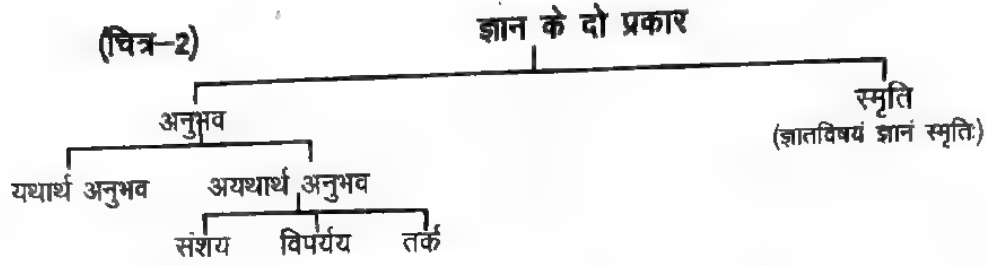 (चित्र-2)
ज्ञान के दो प्रकार
अनुभव
स्मृति
(ज्ञातविषयं ज्ञानं स्मृतिः)
यथार्थ अनुभव अयथार्थ अनुभव
संशय विपर्यय तर्क